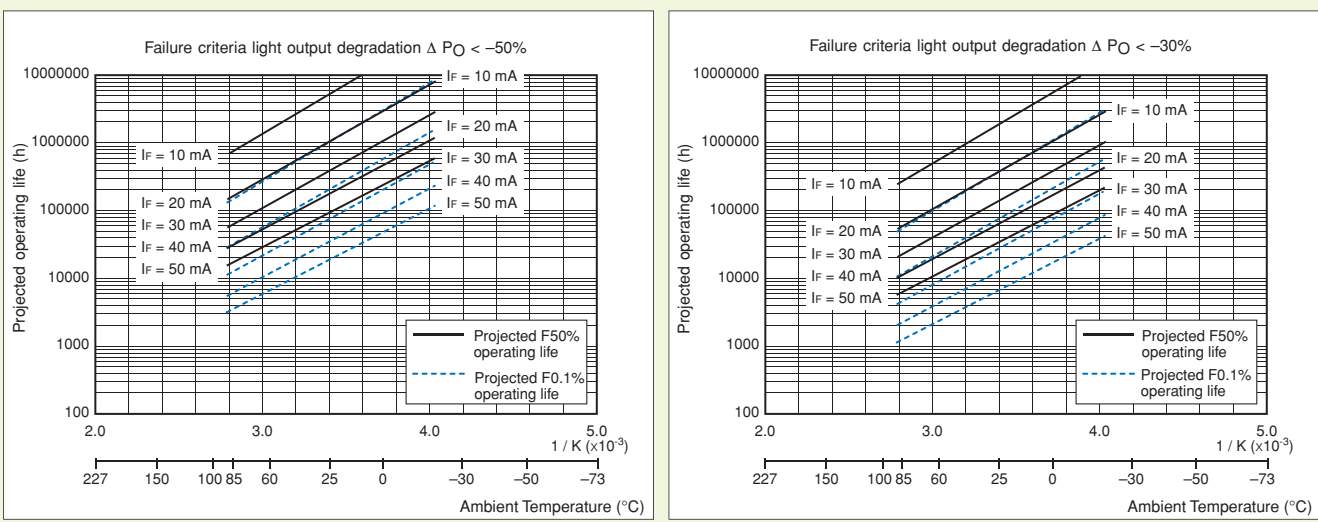 Failure criteria light output degradation Δ PO < –50%
Projected operating life (h)
10000000
1000000
100000
10000
1000
100
IF = 10 mA
IF = 20 mA
IF = 30 mA
IF = 40 mA
IF = 50 mA
IF = 10 mA
IF = 20 mA
IF = 30 mA
IF = 40 mA
IF = 50 mA
Projected F50%
operating life
Projected F0.1%
operating life
2.0 3.0 4.0 5.0
1 / K (x10-3)
227 150 100 85 60 25 0 –30 –50 –73
Ambient Temperature (°C)
Failure criteria light output degradation Δ PO < –30%
Projected operating life (h)
10000000
1000000
100000
10000
1000
100
IF = 10 mA
IF = 20 mA
IF = 30 mA
IF = 40 mA
IF = 50 mA
IF = 10 mA
IF = 20 mA
IF = 30 mA
IF = 40 mA
IF = 50 mA
Projected F50%
operating life
Projected F0.1%
operating life
2.0 3.0 4.0 5.0
1 / K (x10-3)
227 150 100 85 60 25 0 –30 –50 –73
Ambient Temperature (°C)